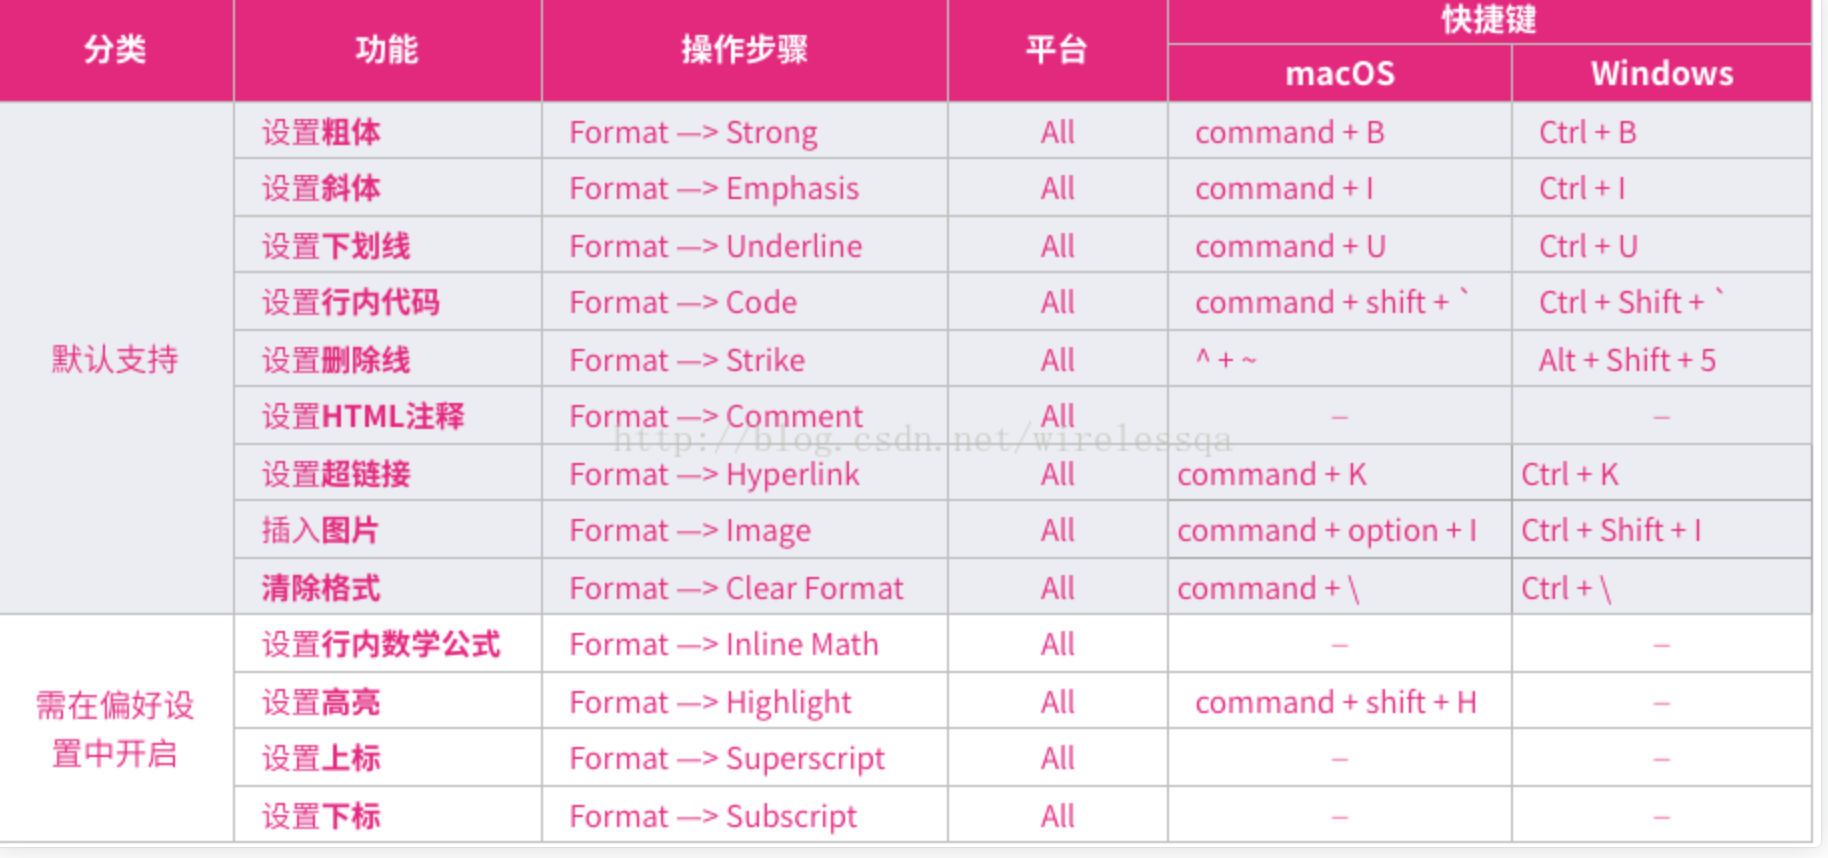 分类 功能 操作步骤 平台 快捷键
macOS Windows
默认支持
设置粗体 Format —> Strong All command + B Ctrl + B
设置斜体 Format —> Emphasis All command + I Ctrl + I
设置下划线 Format —> Underline All command + U Ctrl + U
设置行内代码 Format —> Code All command + shift + ` Ctrl + Shift + `
设置删除线 Format —> Strike All ^ + ~ Alt + Shift + 5
设置HTML注释 Format —> Comment All – –
http://blog.csdn.net/wirelessqa
设置超链接 Format —> Hyperlink All command + K Ctrl + K
插入图片 Format —> Image All command + option + I Ctrl + Shift + I
清除格式 Format —> Clear Format All command + \ Ctrl + \
需在偏好设
置中开启
设置行内数学公式 Format —> Inline Math All – –
设置高亮 Format —> Highlight All command + shift + H –
设置上标 Format —> Superscript All – –
设置下标 Format —> Subscript All – –